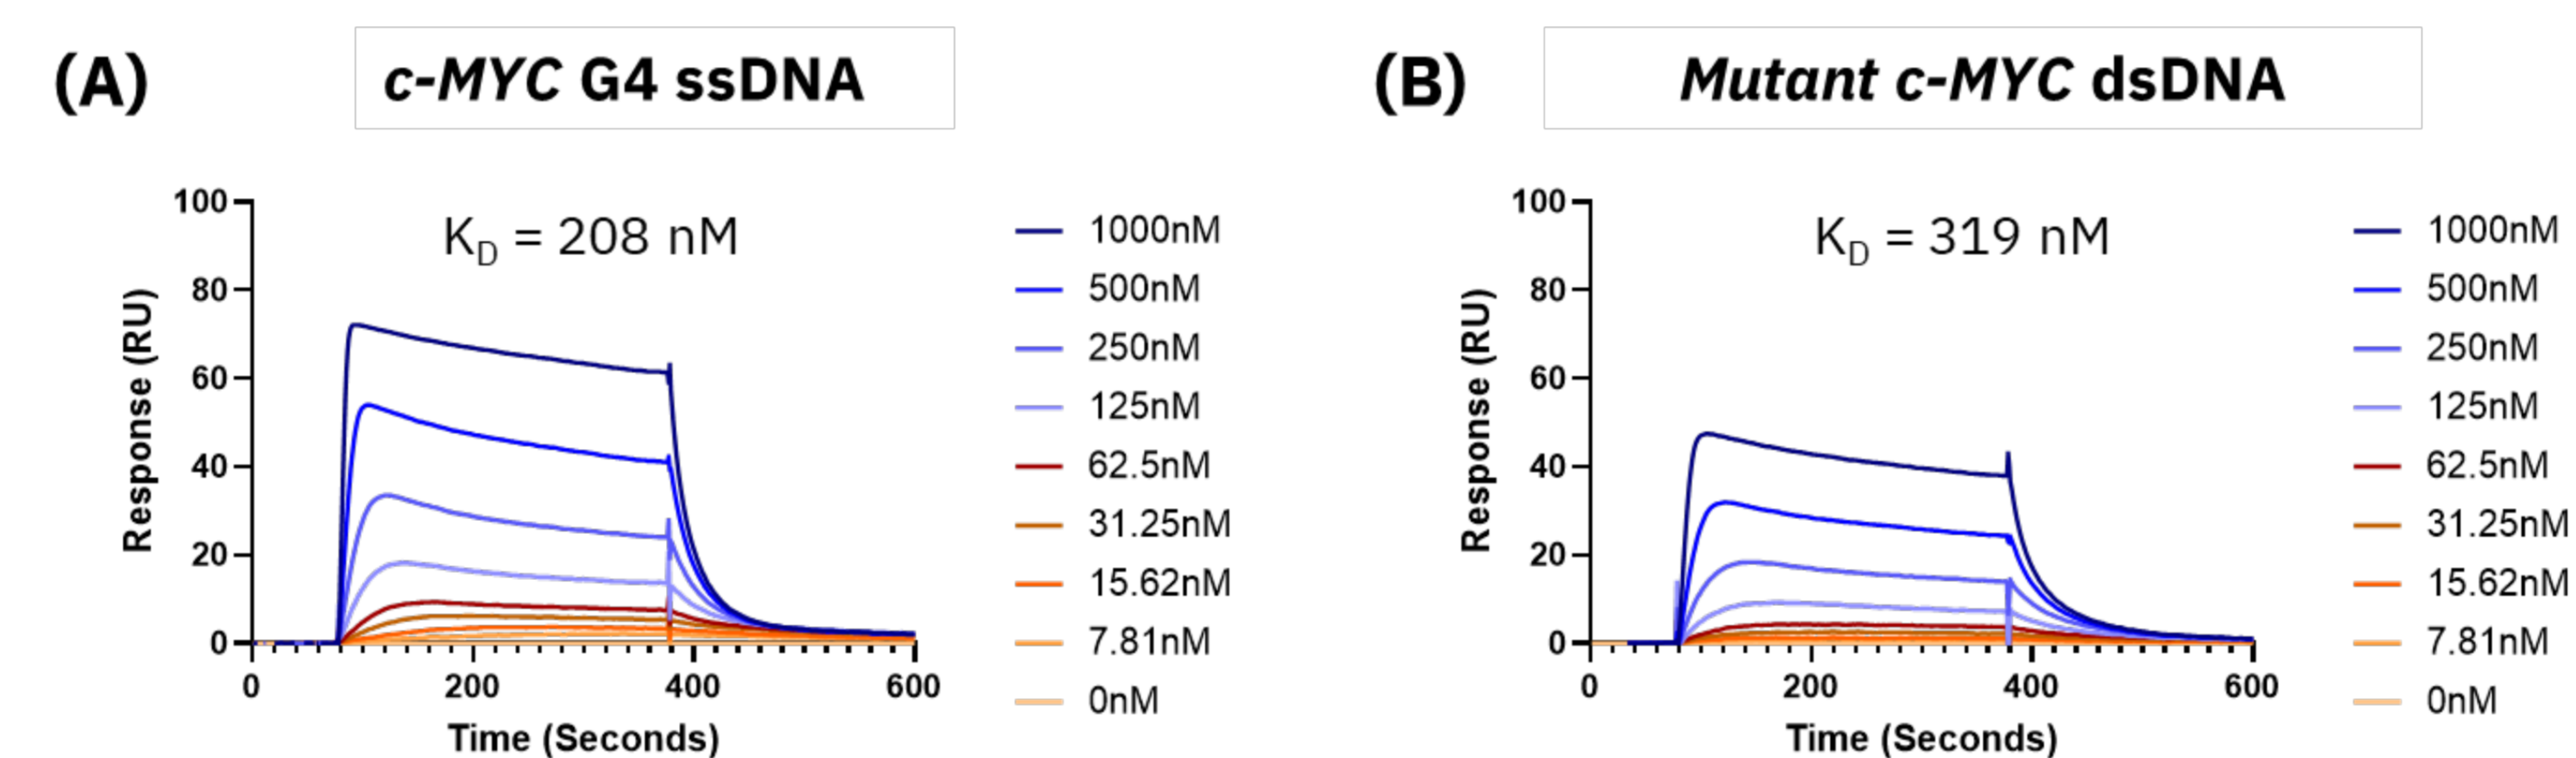 (A)
c-MYC G4 ssDNA
K_D = 208 nM
Response (RU)
100
80
60
40
20
0
0 200 400 600
Time (Seconds)
1000nM
500nM
250nM
125nM
62.5nM
31.25nM
15.62nM
7.81nM
0nM
(B)
Mutant c-MYC dsDNA
K_D = 319 nM
Response (RU)
100
80
60
40
20
0
0 200 400 600
Time (Seconds)
1000nM
500nM
250nM
125nM
62.5nM
31.25nM
15.62nM
7.81nM
0nM